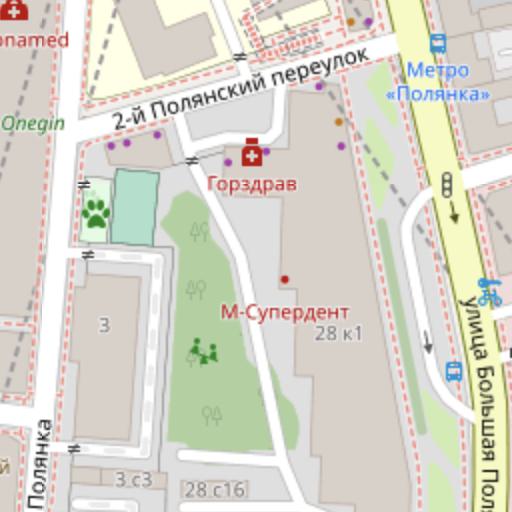 onamed
2-й Полянский переулок
Метро
«Полянка»
Onegin
Горздрав
М-Супердент
28 к1
3
улица Большая Поля
Полянка
й
3 с3
28 с16